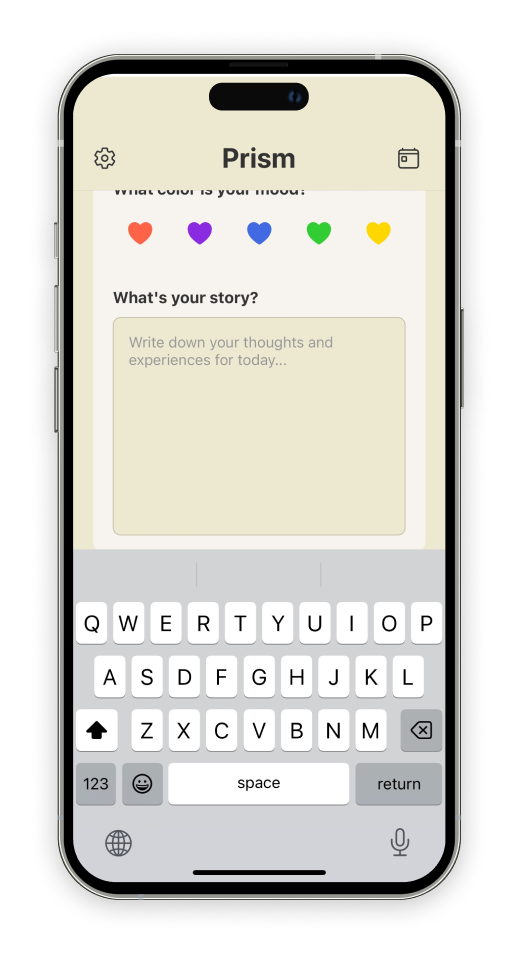 Prism
What color is your mood?
What's your story?
Write down your thoughts and
experiences for today...
Q W E R T Y U I O P
A S D F G H J K L
Z X C V B N M
123 space return